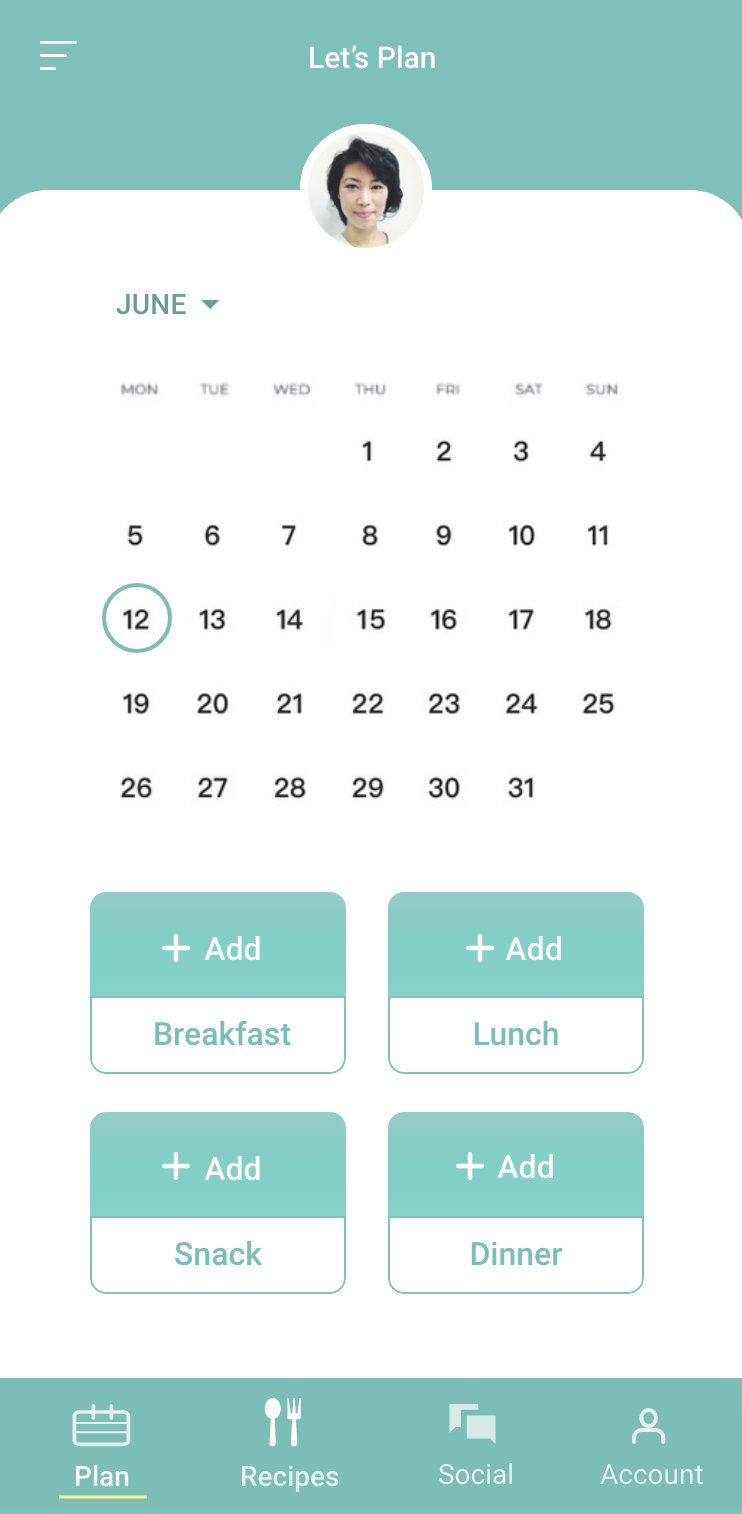 Let’s Plan
JUNE
MON TUE WED THU FRI SAT SUN
1 2 3 4
5 6 7 8 9 10 11
12 13 14 15 16 17 18
19 20 21 22 23 24 25
26 27 28 29 30 31
Add Add
Breakfast Lunch
Add Add
Snack Dinner
Plan Recipes Social Account